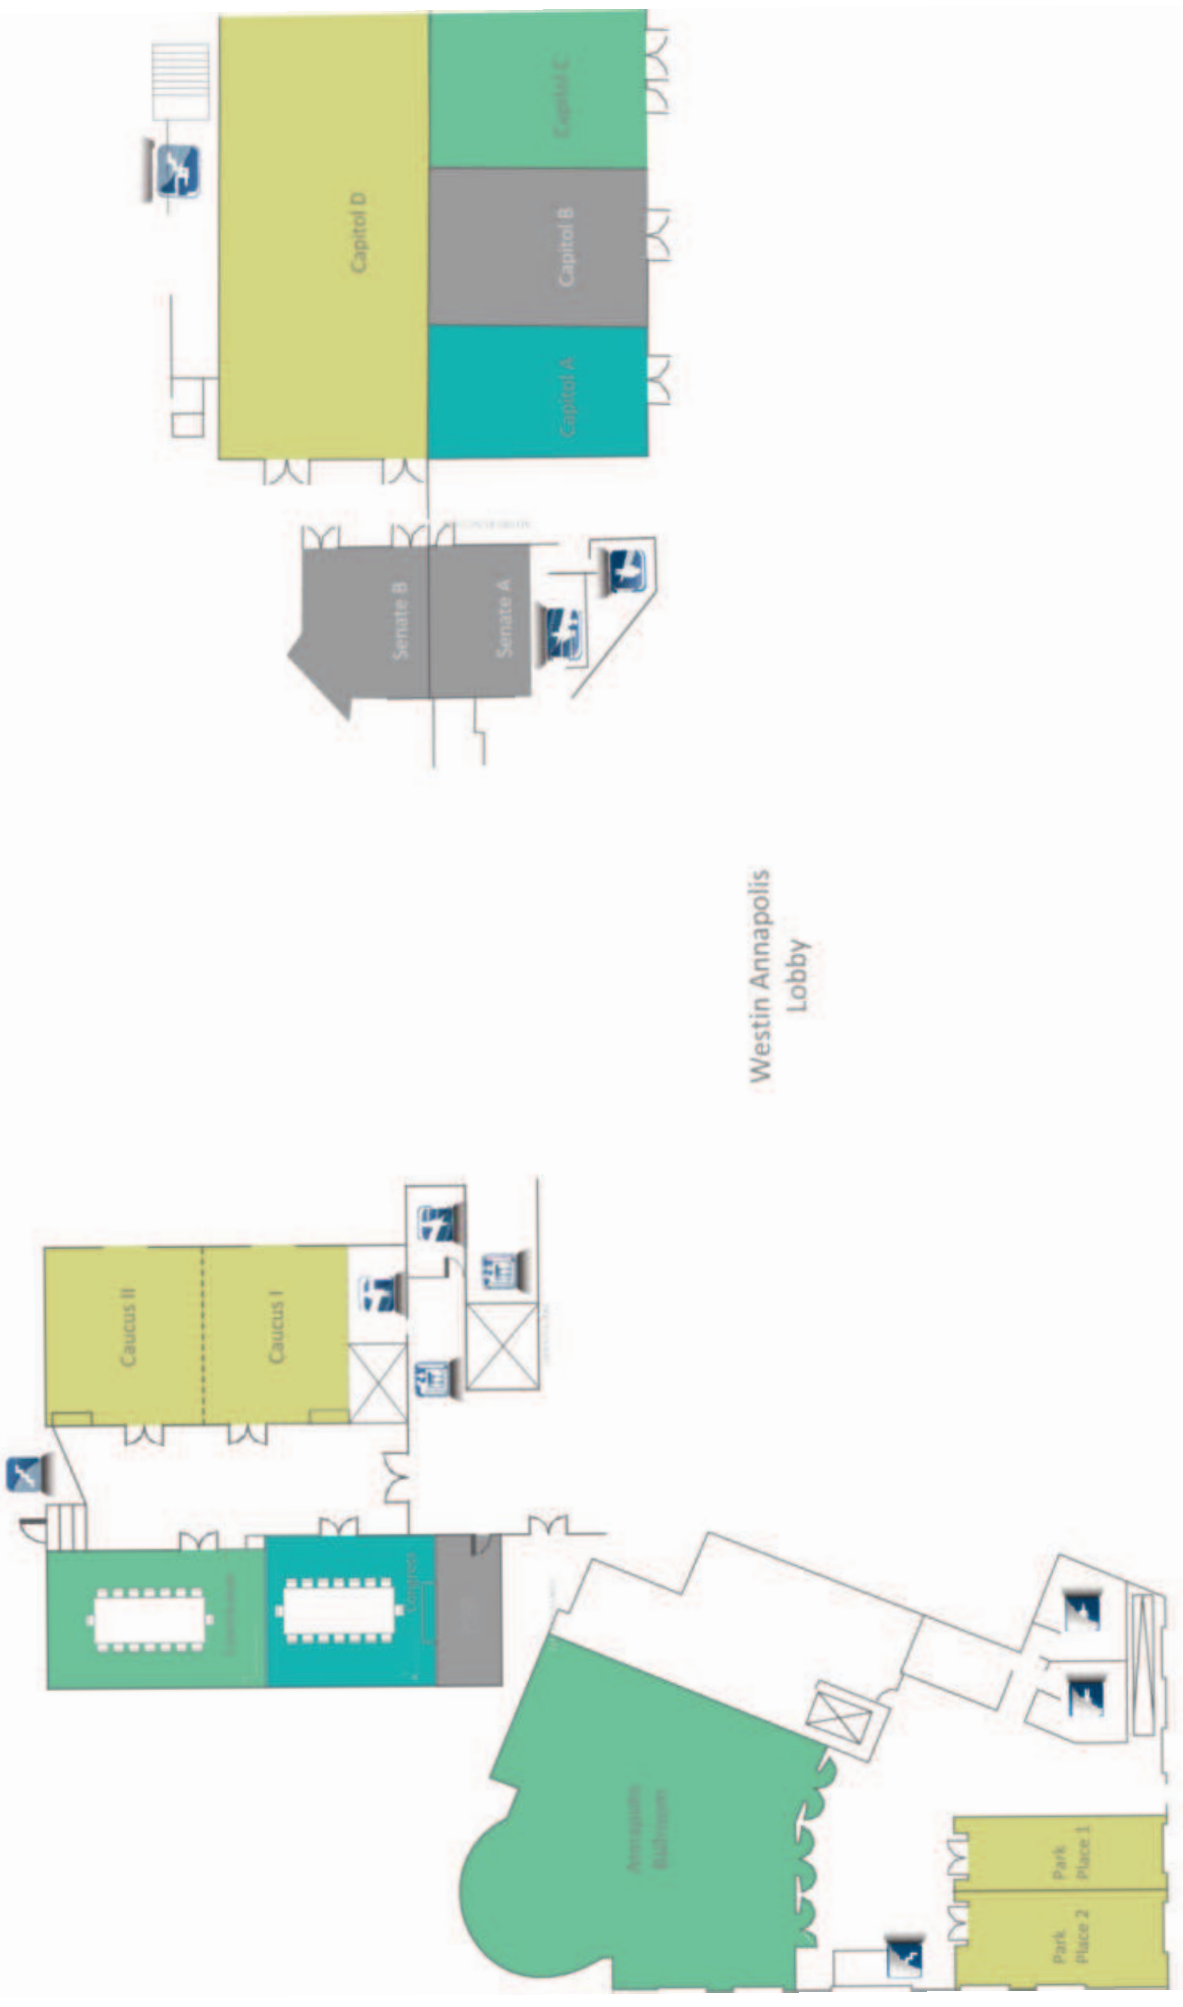 Capitol D
Capitol C
Capitol B
Capitol A
Senate B
Senate A
Westin Annapolis
Lobby
Caucus II
Caucus I
Congress
Annapolis
Ballroom
Park
Place 1
Park
Place 2